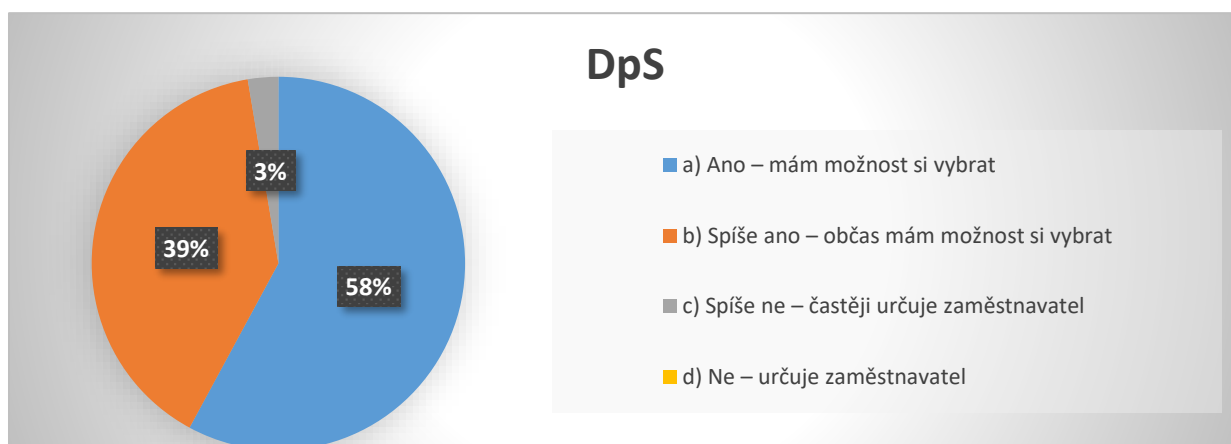 DpS
3%
39%
58%
a) Ano – mám možnost si vybrat
b) Spíše ano – občas mám možnost si vybrat
c) Spíše ne – častěji určuje zaměstnavatel
d) Ne – určuje zaměstnavatel